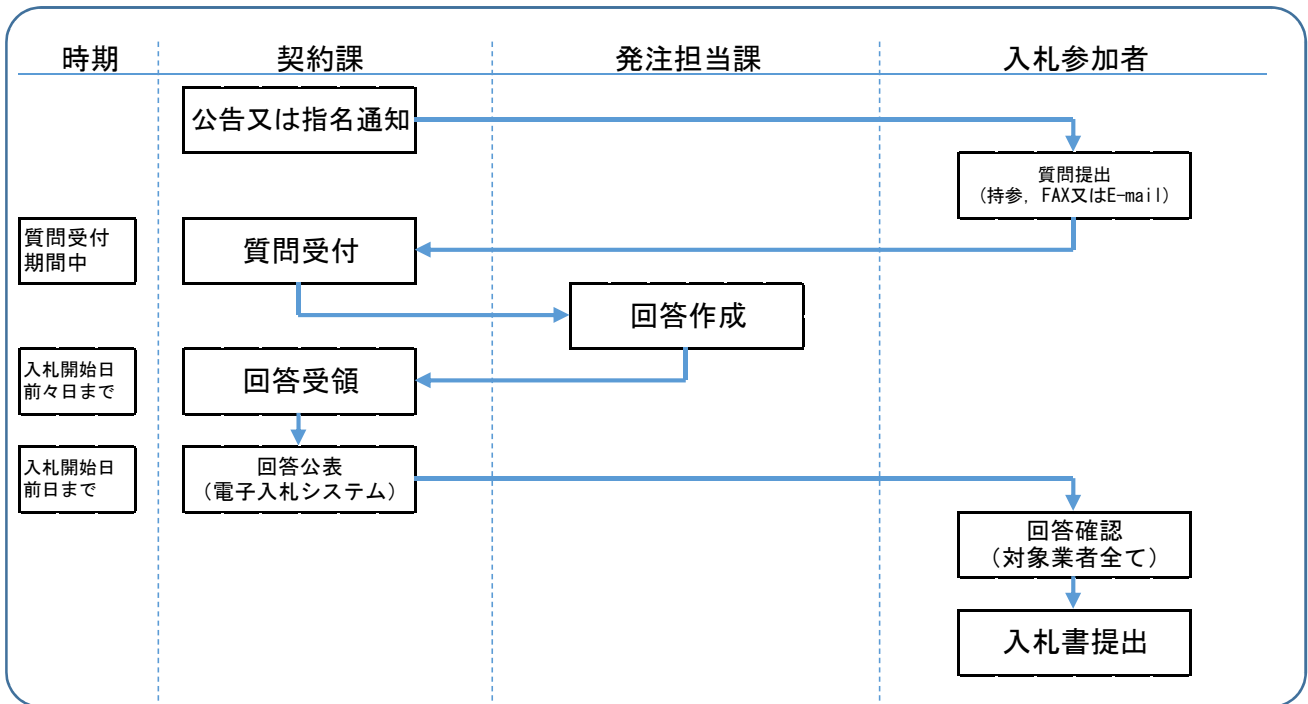 時期
契約課
発注担当課
入札参加者
公告又は指名通知
質問提出
（持参，FAX又はE-mail）
質問受付
期間中
質問受付
回答作成
入札開始日
前々日まで
回答受領
入札開始日
前日まで
回答公表
（電子入札システム）
回答確認
（対象業者全て）
入札書提出